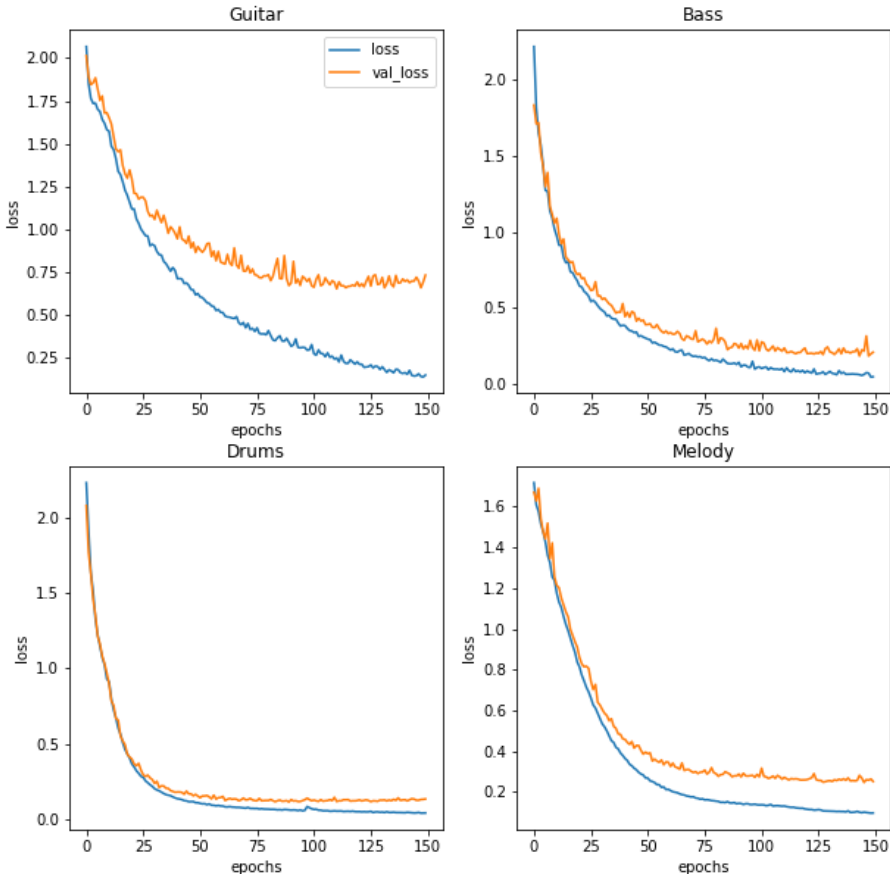 Guitar
2.00
1.75
1.50
1.25
1.00
0.75
0.50
0.25
loss
0 25 50 75 100 125 150
epochs
loss
val_loss
Bass
2.0
1.5
1.0
0.5
0.0
loss
0 25 50 75 100 125 150
epochs
Drums
2.0
1.5
1.0
0.5
0.0
loss
0 25 50 75 100 125 150
epochs
Melody
1.6
1.4
1.2
1.0
0.8
0.6
0.4
0.2
loss
0 25 50 75 100 125 150
epochs